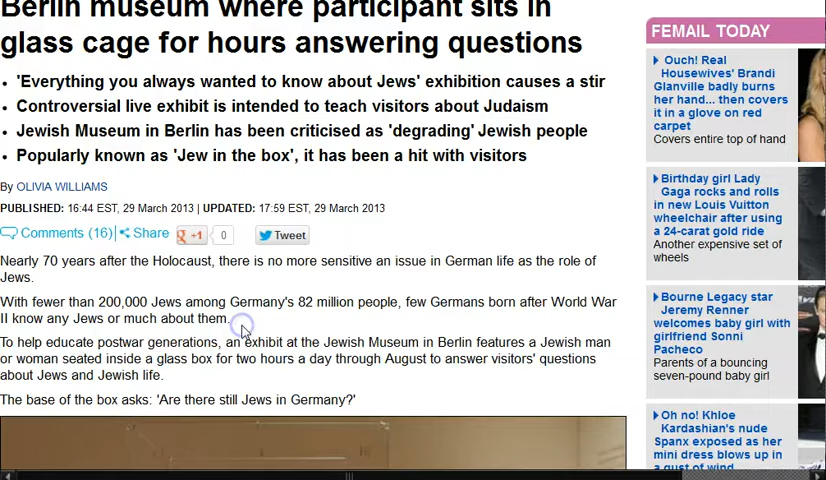 Berlin museum where participant sits in
glass cage for hours answering questions
'Everything you always wanted to know about Jews' exhibition causes a stir
Controversial live exhibit is intended to teach visitors about Judaism
Jewish Museum in Berlin has been criticised as 'degrading' Jewish people
Popularly known as 'Jew in the box', it has been a hit with visitors
By OLIVIA WILLIAMS
PUBLISHED: 16:44 EST, 29 March 2013 | UPDATED: 17:59 EST, 29 March 2013
Comments (16) Share +1 0 Tweet
Nearly 70 years after the Holocaust, there is no more sensitive an issue in German life as the role of
Jews.
With fewer than 200,000 Jews among Germany's 82 million people, few Germans born after World War
II know any Jews or much about them.
To help educate postwar generations, an exhibit at the Jewish Museum in Berlin features a Jewish man
or woman seated inside a glass box for two hours a day through August to answer visitors' questions
about Jews and Jewish life.
The base of the box asks: 'Are there still Jews in Germany?'
FEMAIL TODAY
Ouch! Real
Housewives' Brandi
Glanville badly burns
her hand... then covers
it in a glove on red
carpet
Covers entire top of hand
Birthday girl Lady
Gaga rocks and rolls
in new Louis Vuitton
wheelchair after using
a 24-carat gold ride
Another expensive set of
wheels
Bourne Legacy star
Jeremy Renner
welcomes baby girl with
girlfriend Sonni
Pacheco
Parents of a bouncing
seven-pound baby girl
Oh no! Khloe
Kardashian's nude
Spanx exposed as her
mini dress blows up in
a gust of wind